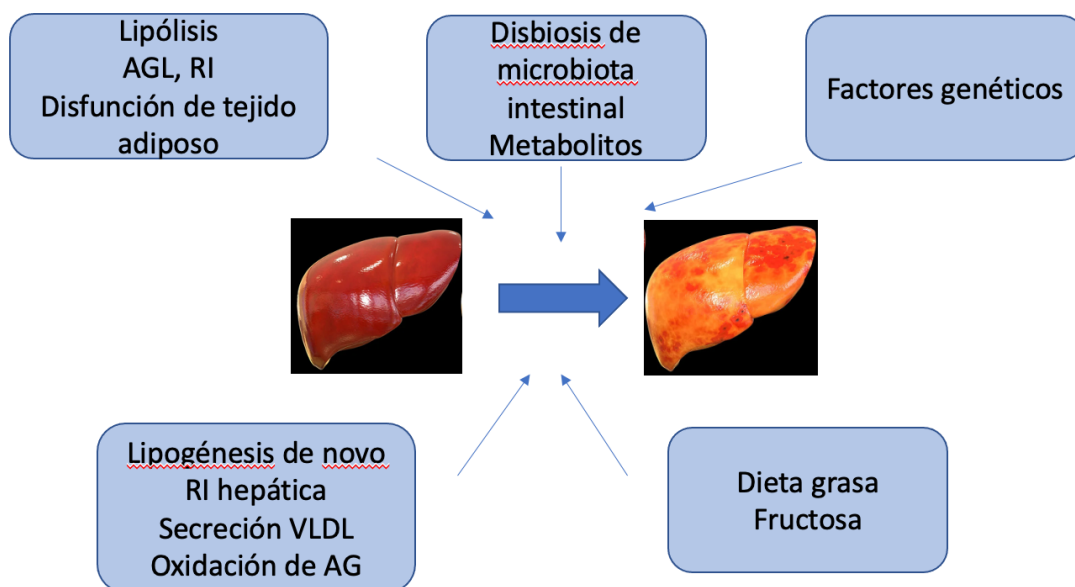 Lipólisis
AGL, RI
Disfunción de tejido
adiposo
Disbiosis de
microbiota
intestinal
Metabolitos
Factores genéticos
Lipogénesis de novo
RI hepática
Secreción VLDL
Oxidación de AG
Dieta grasa
Fructosa